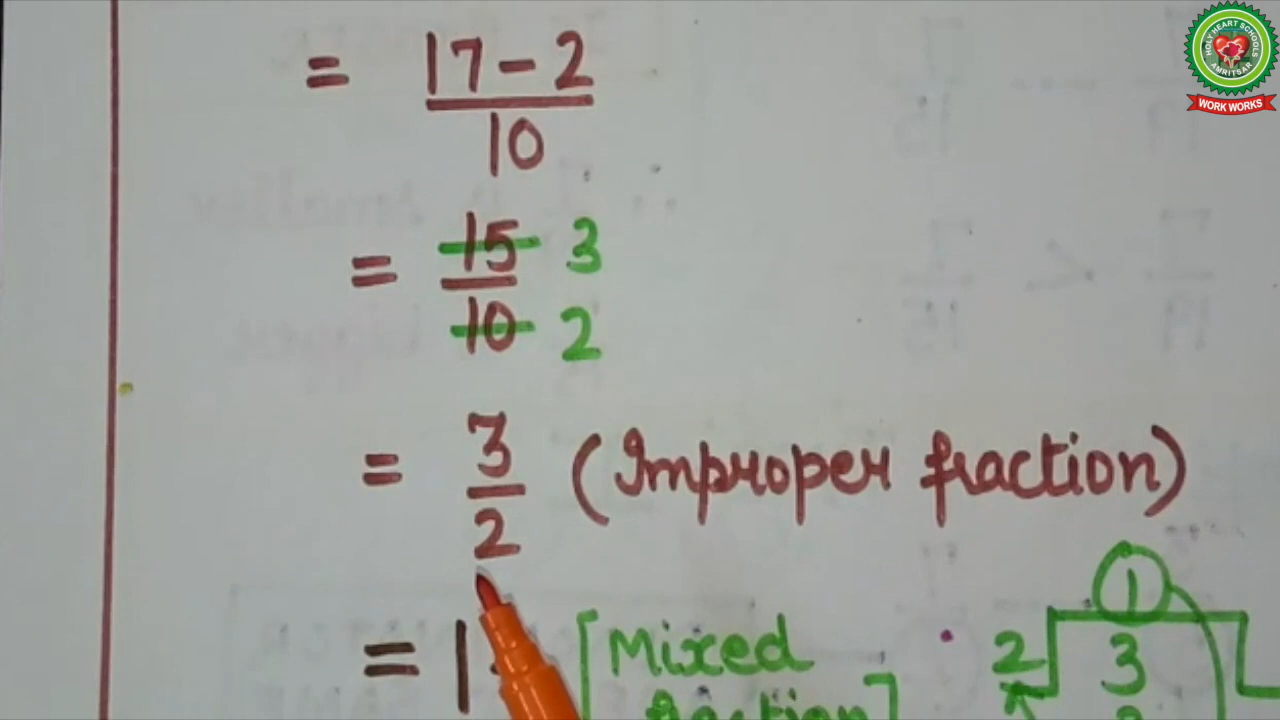 = 17 - 2
10
= 15 3
10 2
= 3 (Improper fraction)
2
1
= 1 [Mixed 2 3
fraction]
HOLY HEART SCHOOLS
AMRITSAR
WORK WORKS